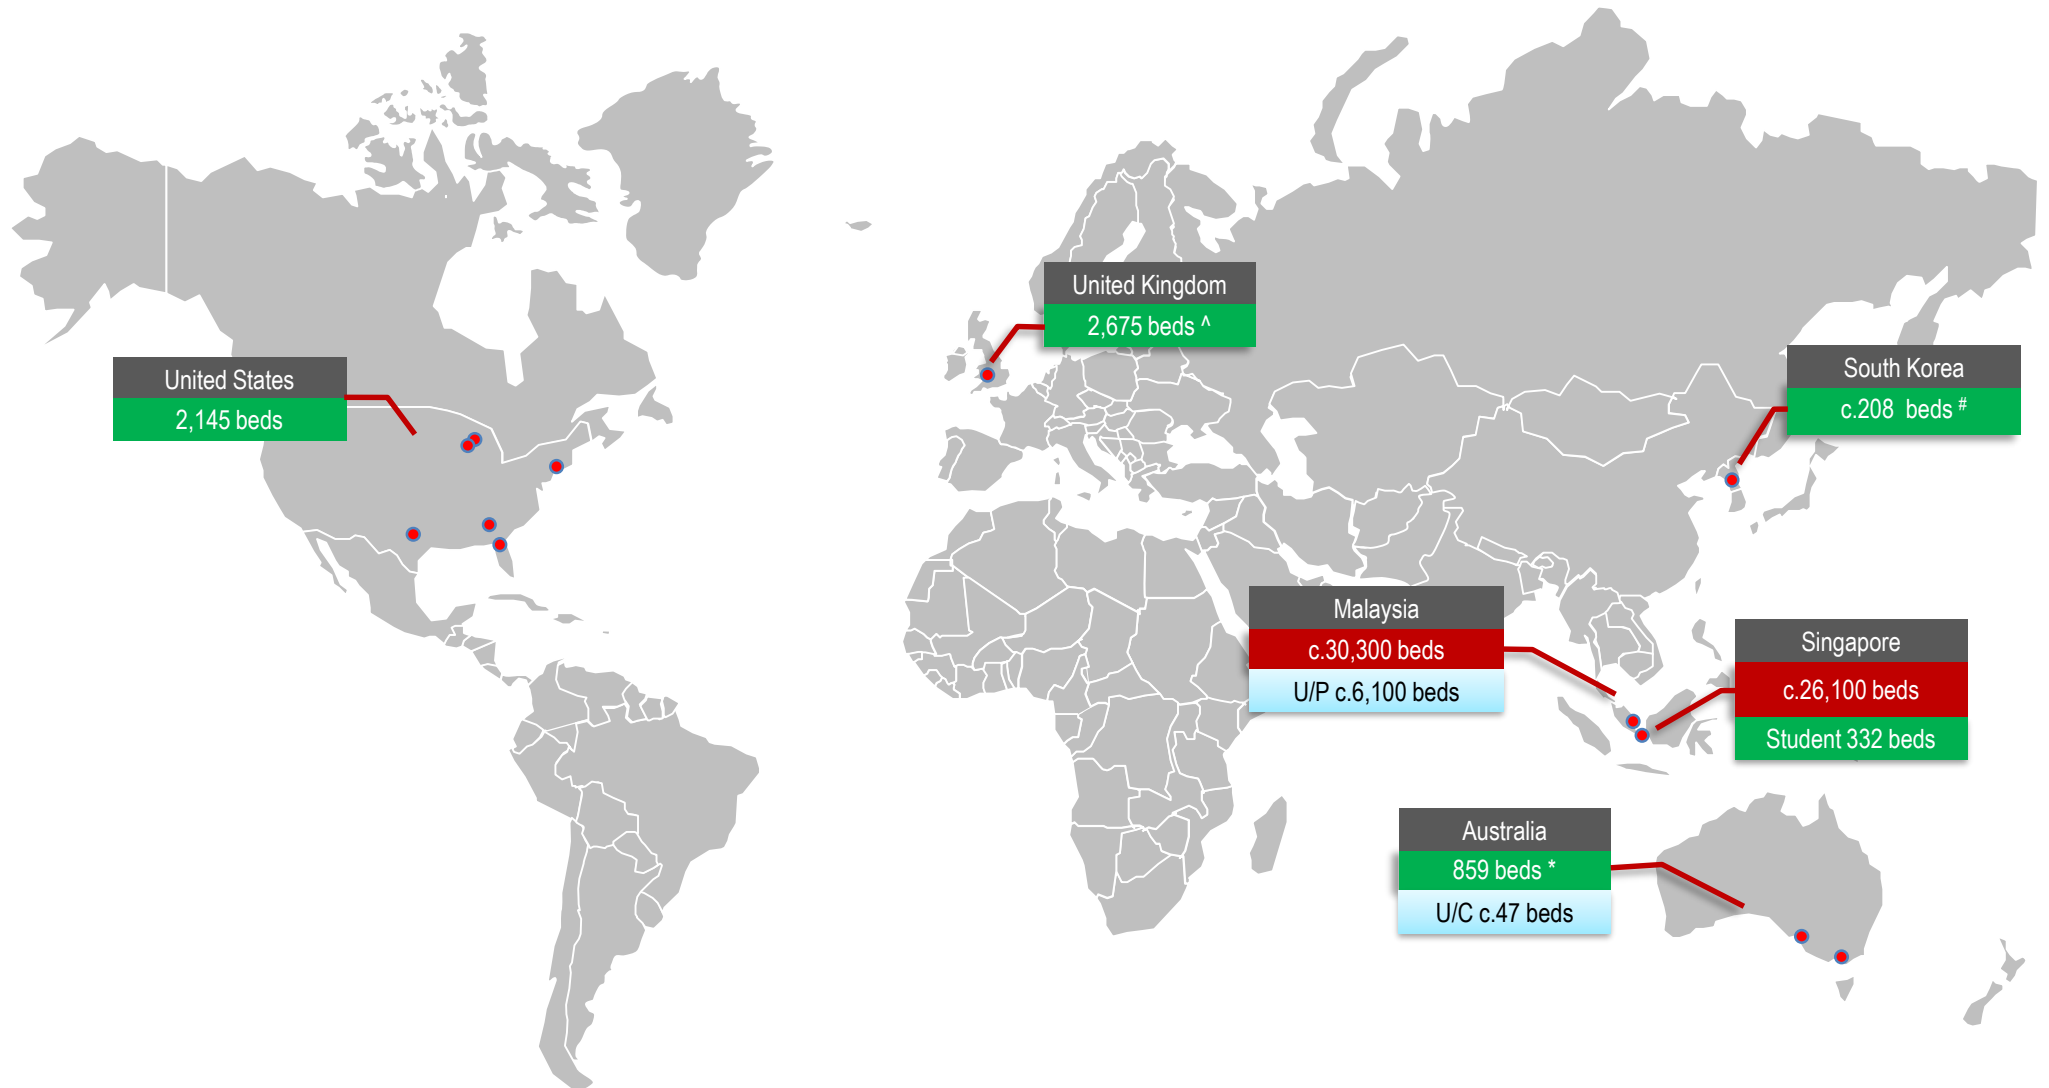 United Kingdom
2,675 beds ^
United States
2,145 beds
South Korea
c.208 beds #
Malaysia
c.30,300 beds
U/P c.6,100 beds
Singapore
c.26,100 beds
Student 332 beds
Australia
859 beds *
U/C c.47 beds